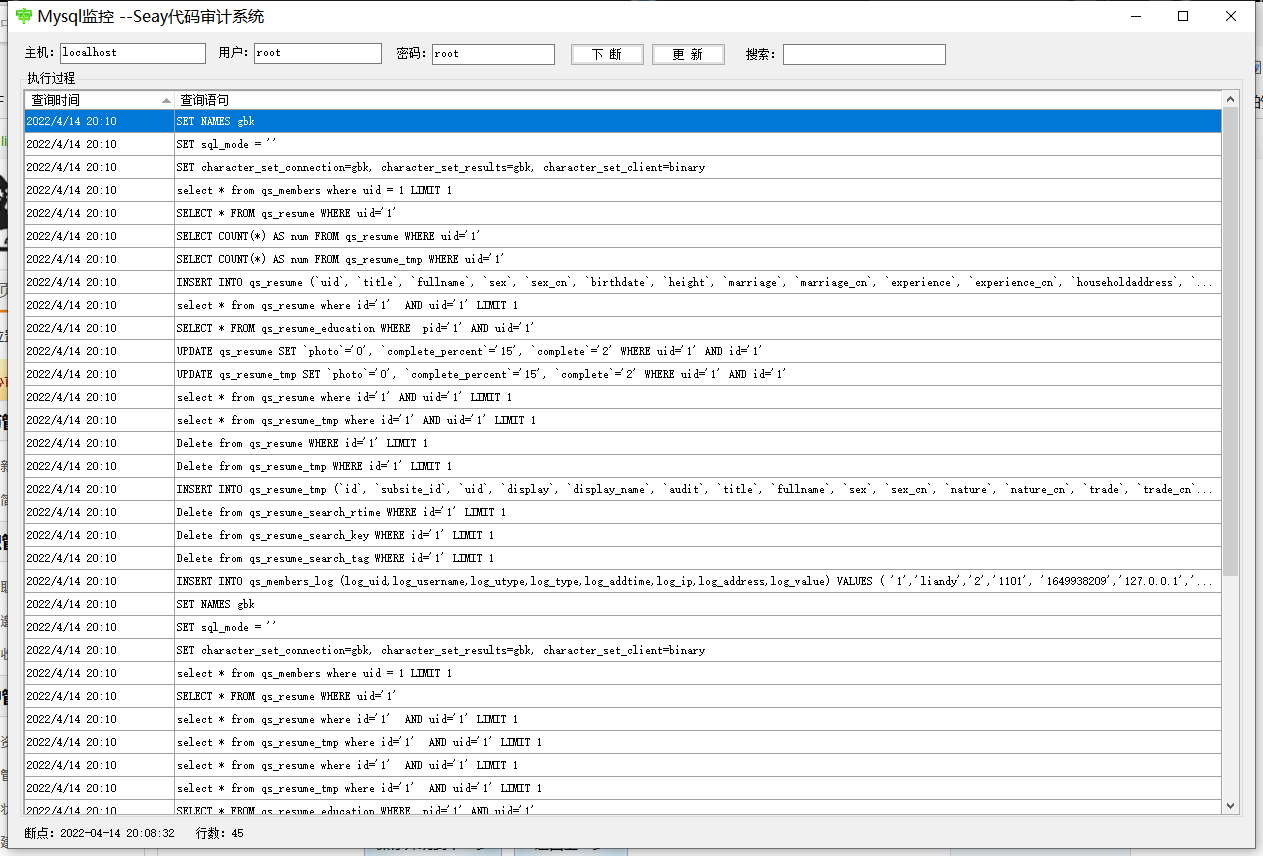 Mysql监控 --Seay代码审计系统
主机: localhost 用户: root 密码: root 下 断 更 新 搜索:
执行过程
查询时间 查询语句
2022/4/14 20:10 SET NAMES gbk
2022/4/14 20:10 SET sql_mode = ''
2022/4/14 20:10 SET character_set_connection=gbk, character_set_results=gbk, character_set_client=binary
2022/4/14 20:10 select * from qs_members where uid = 1 LIMIT 1
2022/4/14 20:10 SELECT * FROM qs_resume WHERE uid='1'
2022/4/14 20:10 SELECT COUNT(*) AS num FROM qs_resume WHERE uid='1'
2022/4/14 20:10 SELECT COUNT(*) AS num FROM qs_resume_tmp WHERE uid='1'
2022/4/14 20:10 INSERT INTO qs_resume (`uid`, `title`, `fullname`, `sex`, `sex_cn`, `birthdate`, `height`, `marriage`, `marriage_cn`, `experience`, `experience_cn`, `householdaddress`, `...
2022/4/14 20:10 select * from qs_resume where id='1'  AND uid='1' LIMIT 1
2022/4/14 20:10 SELECT * FROM qs_resume_education WHERE  pid='1' AND uid='1'
2022/4/14 20:10 UPDATE qs_resume SET `photo`='0', `complete_percent`='15', `complete`='2' WHERE uid='1' AND id='1'
2022/4/14 20:10 UPDATE qs_resume_tmp SET `photo`='0', `complete_percent`='15', `complete`='2' WHERE uid='1' AND id='1'
2022/4/14 20:10 select * from qs_resume where id='1' AND uid='1' LIMIT 1
2022/4/14 20:10 select * from qs_resume_tmp where id='1' AND uid='1' LIMIT 1
2022/4/14 20:10 Delete from qs_resume WHERE id='1' LIMIT 1
2022/4/14 20:10 Delete from qs_resume_tmp WHERE id='1' LIMIT 1
2022/4/14 20:10 INSERT INTO qs_resume_tmp (`id`, `subsite_id`, `uid`, `display`, `display_name`, `audit`, `title`, `fullname`, `sex`, `sex_cn`, `nature`, `nature_cn`, `trade`, `trade_cn`...
2022/4/14 20:10 Delete from qs_resume_search_rtime WHERE id='1' LIMIT 1
2022/4/14 20:10 Delete from qs_resume_search_key WHERE id='1' LIMIT 1
2022/4/14 20:10 Delete from qs_resume_search_tag WHERE id='1' LIMIT 1
2022/4/14 20:10 INSERT INTO qs_members_log (log_uid,log_username,log_utype,log_type,log_addtime,log_ip,log_address,log_value) VALUES ( '1','liandy','2','1101', '1649938209','127.0.0.1','...
2022/4/14 20:10 SET NAMES gbk
2022/4/14 20:10 SET sql_mode = ''
2022/4/14 20:10 SET character_set_connection=gbk, character_set_results=gbk, character_set_client=binary
2022/4/14 20:10 select * from qs_members where uid = 1 LIMIT 1
2022/4/14 20:10 SELECT * FROM qs_resume WHERE uid='1'
2022/4/14 20:10 select * from qs_resume where id='1'  AND uid='1' LIMIT 1
2022/4/14 20:10 select * from qs_resume_tmp where id='1'  AND uid='1' LIMIT 1
2022/4/14 20:10 select * from qs_resume where id='1'  AND uid='1' LIMIT 1
2022/4/14 20:10 select * from qs_resume_tmp where id='1'  AND uid='1' LIMIT 1
2022/4/14 20:10 SELECT * FROM qs_resume_education WHERE  pid='1' AND uid='1'
断点: 2022-04-14 20:08:32 行数: 45